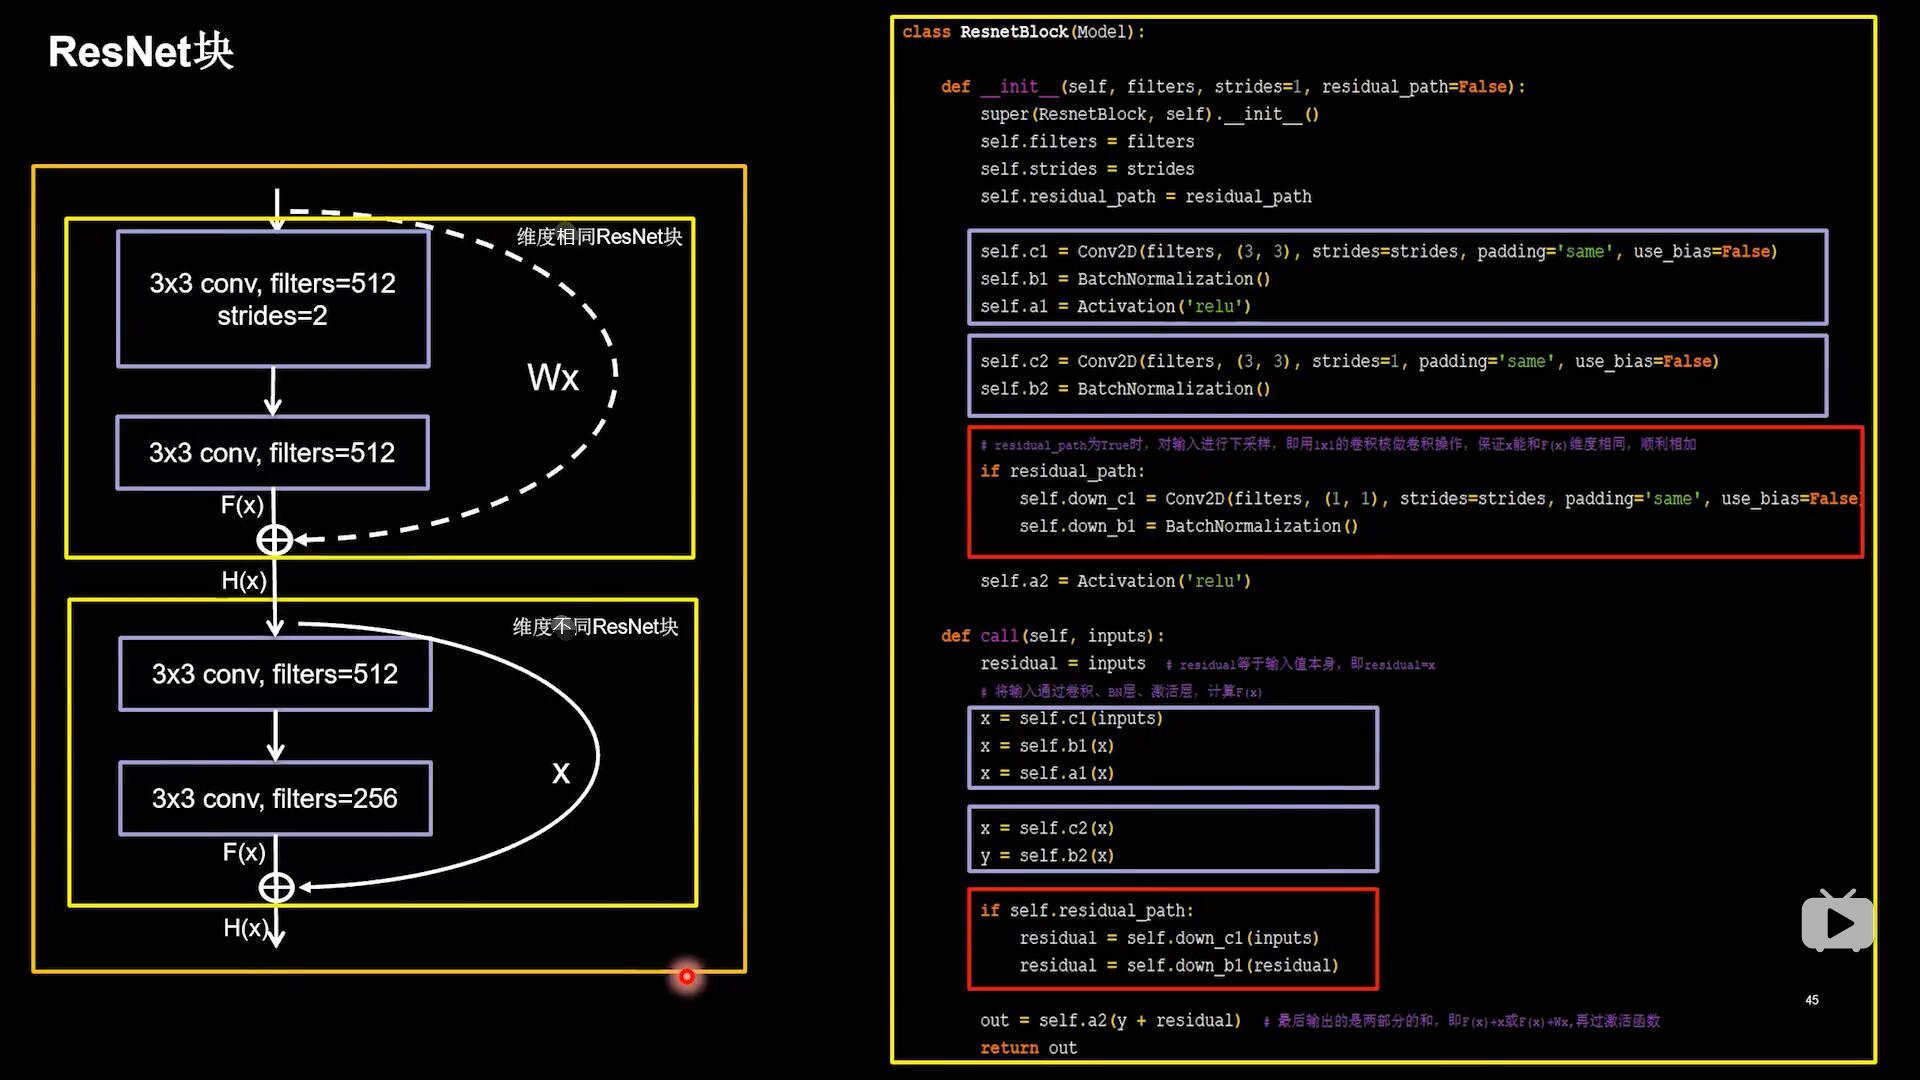 ResNet块
维度相同ResNet块
3x3 conv, filters=512
strides=2
Wx
3x3 conv, filters=512
F(x)
H(x)
维度不同ResNet块
3x3 conv, filters=512
x
3x3 conv, filters=256
F(x)
H(x)
class ResnetBlock(Model):
def __init__(self, filters, strides=1, residual_path=False):
super(ResnetBlock, self).__init__()
self.filters = filters
self.strides = strides
self.residual_path = residual_path
self.c1 = Conv2D(filters, (3, 3), strides=strides, padding='same', use_bias=False)
self.b1 = BatchNormalization()
self.a1 = Activation('relu')
self.c2 = Conv2D(filters, (3, 3), strides=1, padding='same', use_bias=False)
self.b2 = BatchNormalization()
# residual_path为True时，对输入进行下采样，即用1x1的卷积核做卷积操作，保证x能和F(x)维度相同，顺利相加
if residual_path:
self.down_c1 = Conv2D(filters, (1, 1), strides=strides, padding='same', use_bias=False
self.down_b1 = BatchNormalization()
self.a2 = Activation('relu')
def call(self, inputs):
residual = inputs # residual等于输入值本身，即residual=x
# 将输入通过卷积、BN层、激活层，计算F(x)
x = self.c1(inputs)
x = self.b1(x)
x = self.a1(x)
x = self.c2(x)
y = self.b2(x)
if self.residual_path:
residual = self.down_c1(inputs)
residual = self.down_b1(residual)
out = self.a2(y + residual) # 最后输出的是两部分的和，即F(x)+x或F(x)+Wx,再过激活函数
return out
45